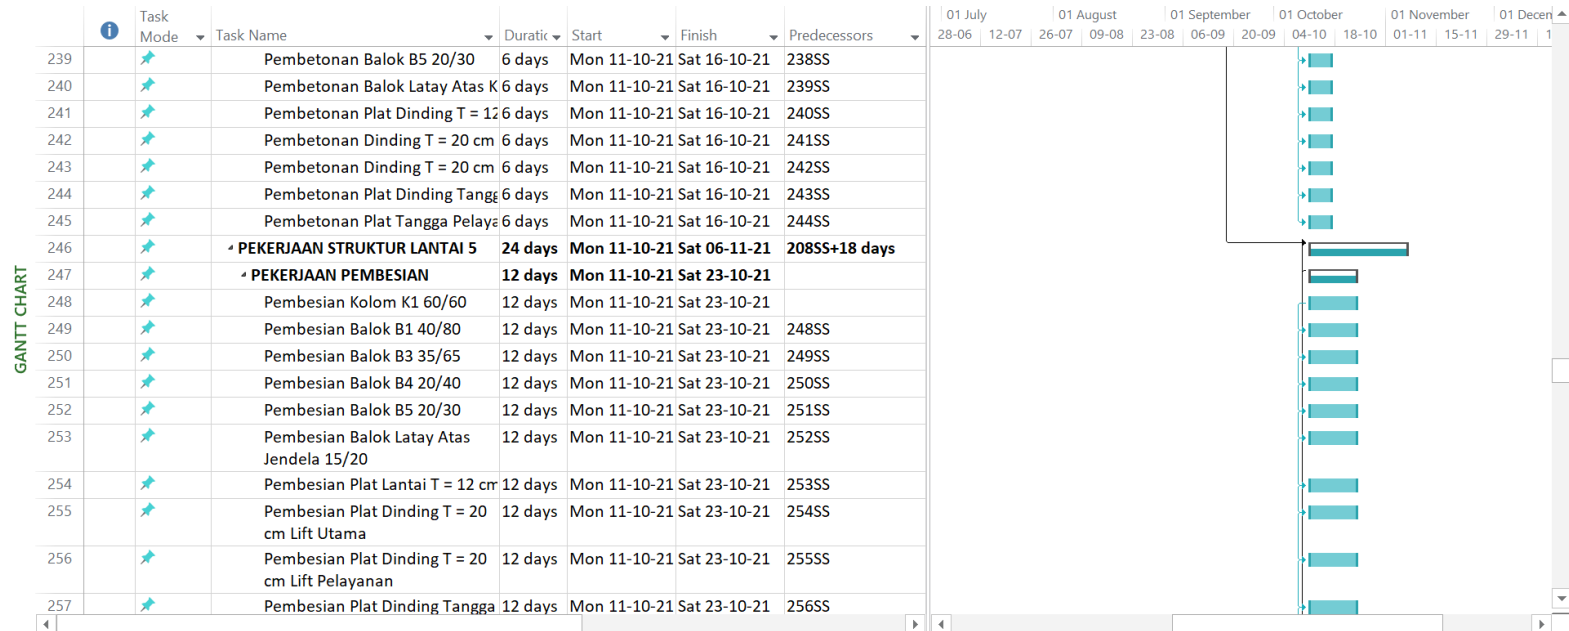 Task
Mode
Task Name
Duratic
Start
Finish
Predecessors
01 July
01 August
01 September
01 October
01 November
01 Decem
28-06 12-07 26-07 09-08 23-08 06-09 20-09 04-10 18-10 01-11 15-11 29-11 1
GANTT CHART
239 Pembetonan Balok B5 20/30 6 days Mon 11-10-21 Sat 16-10-21 238SS
240 Pembetonan Balok Latay Atas K 6 days Mon 11-10-21 Sat 16-10-21 239SS
241 Pembetonan Plat Dinding T = 12 6 days Mon 11-10-21 Sat 16-10-21 240SS
242 Pembetonan Dinding T = 20 cm 6 days Mon 11-10-21 Sat 16-10-21 241SS
243 Pembetonan Dinding T = 20 cm 6 days Mon 11-10-21 Sat 16-10-21 242SS
244 Pembetonan Plat Dinding Tangg 6 days Mon 11-10-21 Sat 16-10-21 243SS
245 Pembetonan Plat Tangga Pelaya 6 days Mon 11-10-21 Sat 16-10-21 244SS
246 PEKERJAAN STRUKTUR LANTAI 5 24 days Mon 11-10-21 Sat 06-11-21 208SS+18 days
247 PEKERJAAN PEMBESIAN 12 days Mon 11-10-21 Sat 23-10-21
248 Pembesian Kolom K1 60/60 12 days Mon 11-10-21 Sat 23-10-21
249 Pembesian Balok B1 40/80 12 days Mon 11-10-21 Sat 23-10-21 248SS
250 Pembesian Balok B3 35/65 12 days Mon 11-10-21 Sat 23-10-21 249SS
251 Pembesian Balok B4 20/40 12 days Mon 11-10-21 Sat 23-10-21 250SS
252 Pembesian Balok B5 20/30 12 days Mon 11-10-21 Sat 23-10-21 251SS
253 Pembesian Balok Latay Atas 12 days Mon 11-10-21 Sat 23-10-21 252SS
Jendela 15/20
254 Pembesian Plat Lantai T = 12 cm 12 days Mon 11-10-21 Sat 23-10-21 253SS
255 Pembesian Plat Dinding T = 20 12 days Mon 11-10-21 Sat 23-10-21 254SS
cm Lift Utama
256 Pembesian Plat Dinding T = 20 12 days Mon 11-10-21 Sat 23-10-21 255SS
cm Lift Pelayanan
257 Pembesian Plat Dinding Tangga 12 days Mon 11-10-21 Sat 23-10-21 256SS